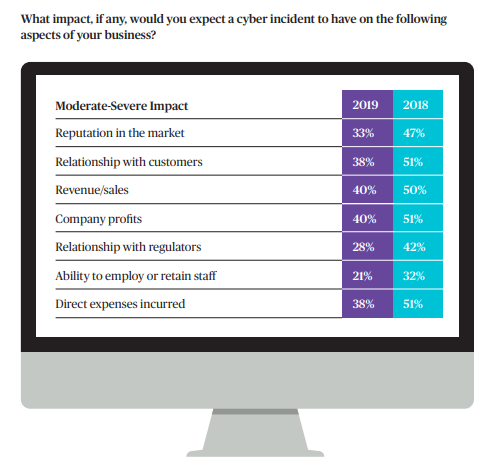 What impact, if any, would you expect a cyber incident to have on the following
aspects of your business?
Moderate-Severe Impact 2019 2018
Reputation in the market 33% 47%
Relationship with customers 38% 51%
Revenue/sales 40% 50%
Company profits 40% 51%
Relationship with regulators 28% 42%
Ability to employ or retain staff 21% 32%
Direct expenses incurred 38% 51%